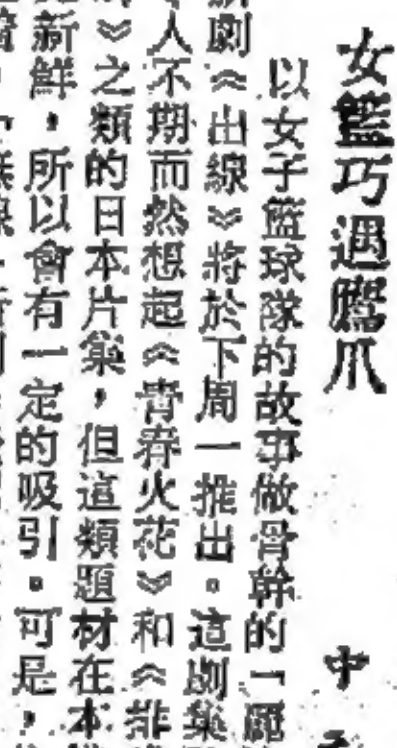 女籃巧遇鷹爪
中
以女子籃球隊的故事做骨幹的「麗
劇《出線》將於下周一推出。這劇集
人不期而然想起《青春火花》和《排
》之類的日本片集,但這類題材在本
新鮮,所以會有一定的吸引。可是,